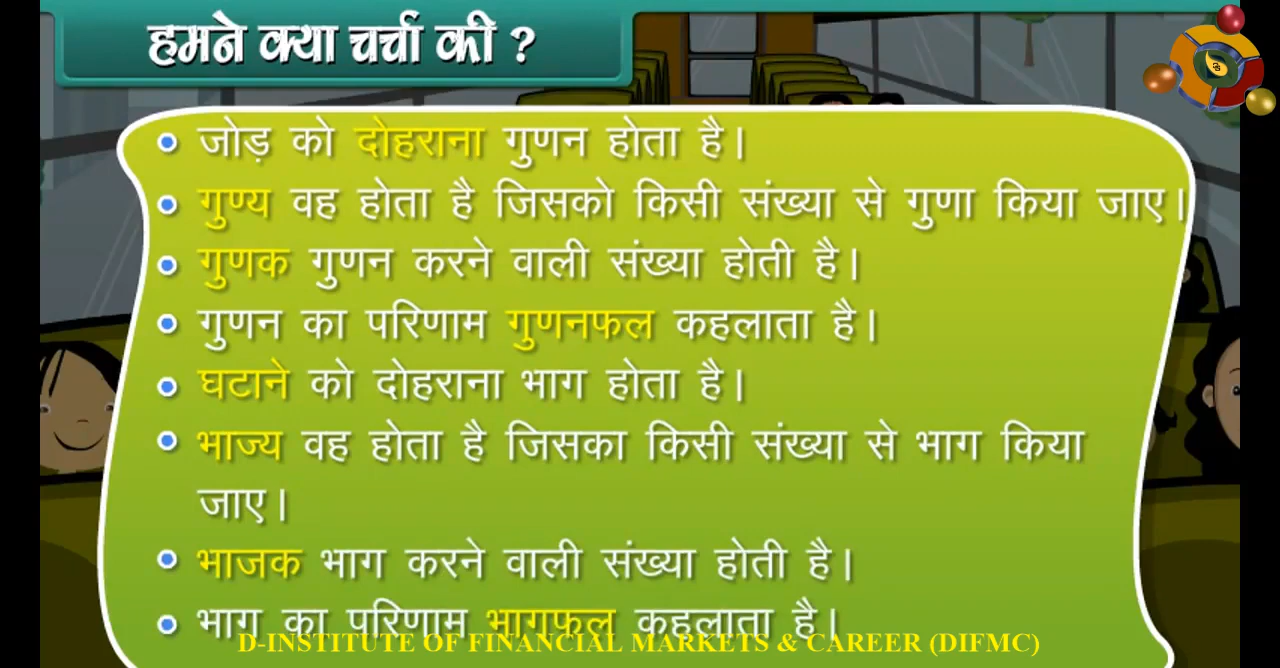 हमने क्या चर्चा की ?
जोड़ को दोहराना गुणन होता है।
गुण्य वह होता है जिसको किसी संख्या से गुणा किया जाए।
गुणक गुणन करने वाली संख्या होती है।
गुणन का परिणाम गुणनफल कहलाता है।
घटाने को दोहराना भाग होता है।
भाज्य वह होता है जिसका किसी संख्या से भाग किया
जाए।
भाजक भाग करने वाली संख्या होती है।
भाग का परिणाम भागफल कहलाता है।
D-INSTITUTE OF FINANCIAL MARKETS & CAREER (DIFMC)